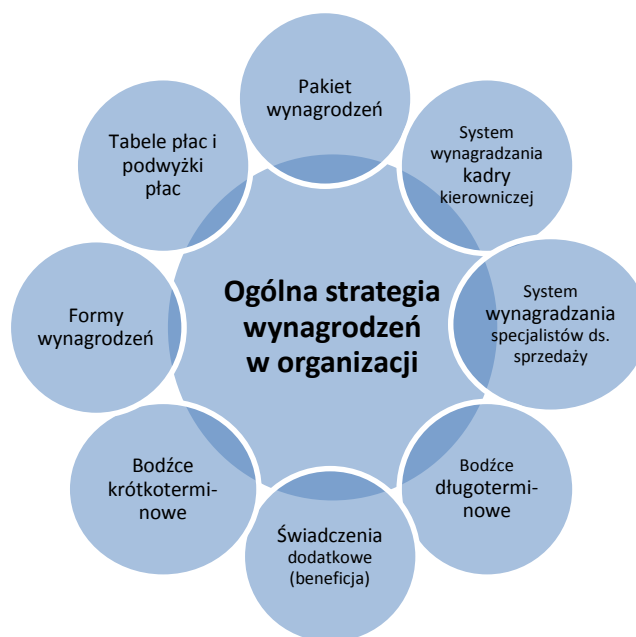 Pakiet
wynagrodzeń
System
wynagradzania
kadry
kierowniczej
System
wynagradzania
specjalistów ds.
sprzedaży
Bodźce
długotermi-
nowe
Świadczenia
dodatkowe
(beneficja)
Bodźce
krótkotermi-
nowe
Formy
wynagrodzeń
Tabele płac i
podwyżki
płac
Ogólna strategia
wynagrodzeń
w organizacji